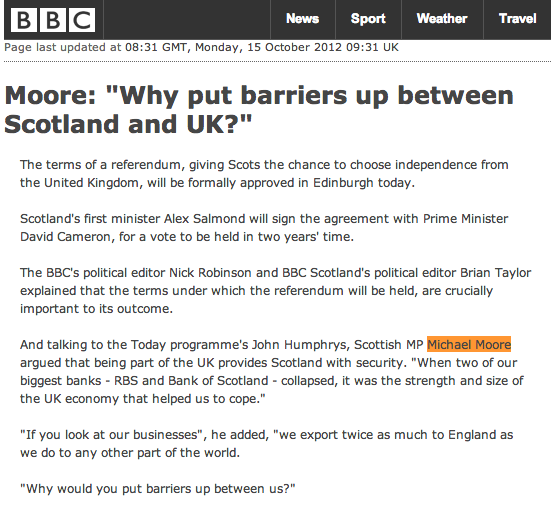 BBC News Sport Weather Travel
Page last updated at 08:31 GMT, Monday, 15 October 2012 09:31 UK
Moore: "Why put barriers up between
Scotland and UK?"
The terms of a referendum, giving Scots the chance to choose independence from
the United Kingdom, will be formally approved in Edinburgh today.
Scotland's first minister Alex Salmond will sign the agreement with Prime Minister
David Cameron, for a vote to be held in two years' time.
The BBC's political editor Nick Robinson and BBC Scotland's political editor Brian Taylor
explained that the terms under which the referendum will be held, are crucially
important to its outcome.
And talking to the Today programme's John Humphrys, Scottish MP Michael Moore
argued that being part of the UK provides Scotland with security. "When two of our
biggest banks - RBS and Bank of Scotland - collapsed, it was the strength and size of
the UK economy that helped us to cope."
"If you look at our businesses", he added, "we export twice as much to England as
we do to any other part of the world.
"Why would you put barriers up between us?"